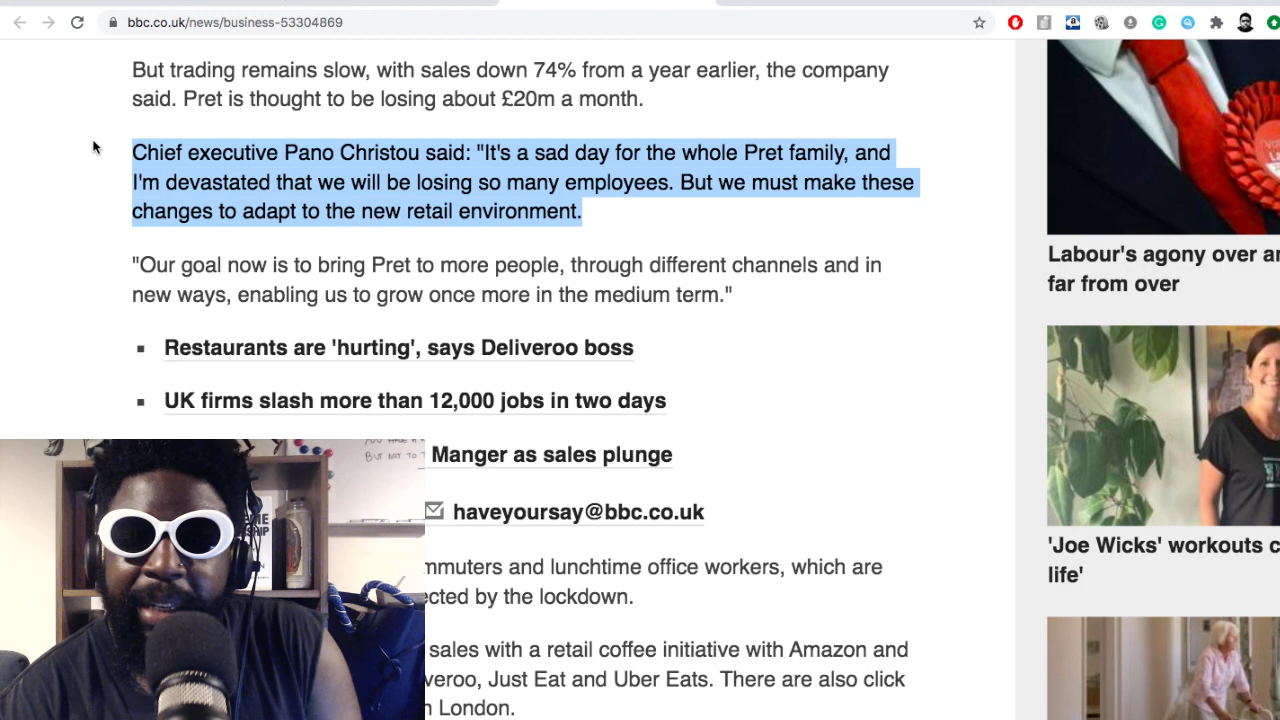 bbc.co.uk/news/business-53304869
But trading remains slow, with sales down 74% from a year earlier, the company
said. Pret is thought to be losing about £20m a month.
Chief executive Pano Christou said: "It's a sad day for the whole Pret family, and
I'm devastated that we will be losing so many employees. But we must make these
changes to adapt to the new retail environment.
"Our goal now is to bring Pret to more people, through different channels and in
new ways, enabling us to grow once more in the medium term."
Restaurants are 'hurting', says Deliveroo boss
UK firms slash more than 12,000 jobs in two days
Manger as sales plunge
haveyoursay@bbc.co.uk
mmuters and lunchtime office workers, which are
ected by the lockdown.
sales with a retail coffee initiative with Amazon and
veroo, Just Eat and Uber Eats. There are also click
n London.
Labour's agony over
far from over
'Joe Wicks' workouts
life'
BUT NOT TO